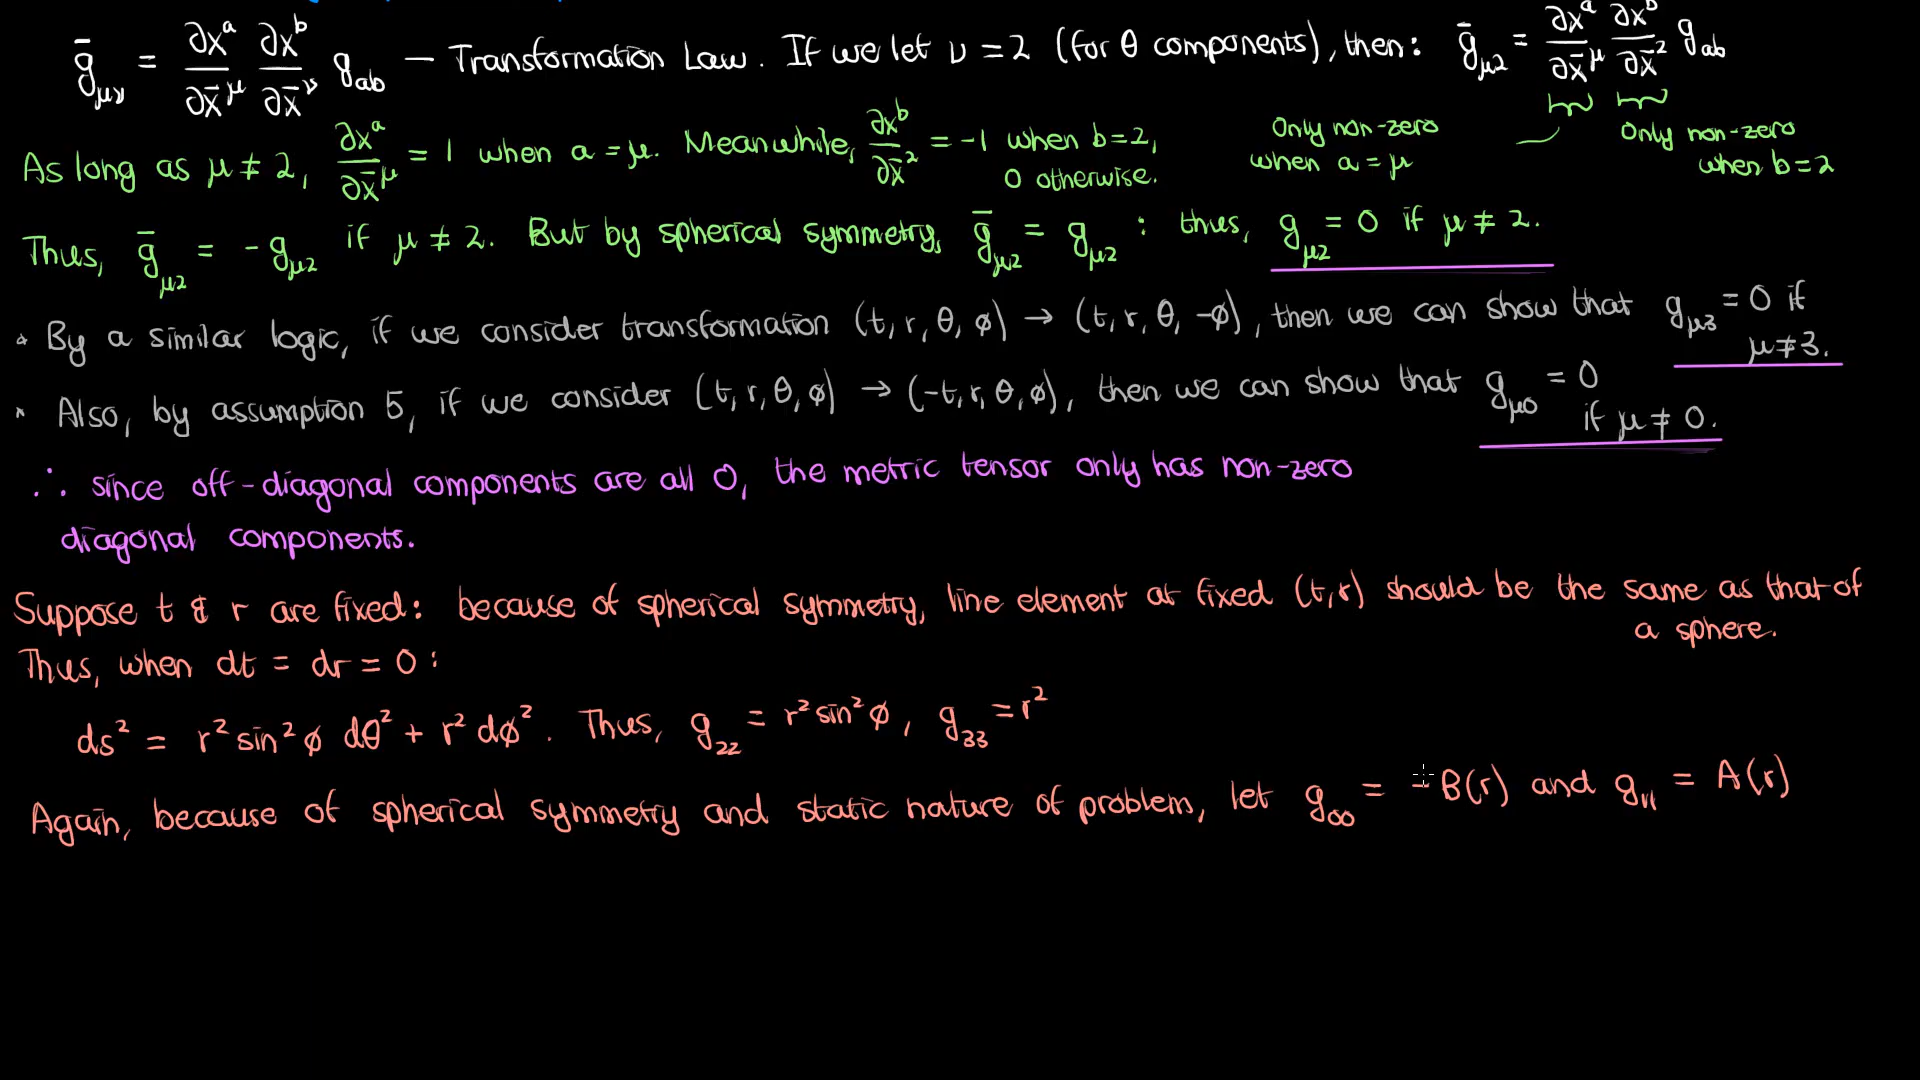 ḡ_μν = ∂x^a/∂x̄^μ ∂x^b/∂x̄^ν g_ab — Transformation Law. If we let ν = 2 (for θ components), then: ḡ_μ2 = ∂x^a/∂x̄^μ ∂x^b/∂x̄^2 g_ab
As long as μ ≠ 2, ∂x^a/∂x̄^μ = 1 when a = μ. Meanwhile, ∂x^b/∂x̄^2 = -1 when b=2,
0 otherwise.
Only non-zero
when a = μ
Only non-zero
when b=2
Thus, ḡ_μ2 = -g_μ2 if μ ≠ 2. But by spherical symmetry, ḡ_μ2 = g_μ2 : thus, g_μ2 = 0 if μ ≠ 2.
* By a similar logic, if we consider transformation (t, r, θ, φ) → (t, r, θ, -φ), then we can show that g_μ3 = 0 if
μ ≠ 3.
* Also, by assumption 5, if we consider (t, r, θ, φ) → (-t, r, θ, φ), then we can show that g_μ0 = 0
if μ ≠ 0.
∴ since off-diagonal components are all 0, the metric tensor only has non-zero
diagonal components.
Suppose t & r are fixed: because of spherical symmetry, line element at fixed (t,r) should be the same as that of
a sphere.
Thus, when dt = dr = 0 :
ds² = r² sin² φ dθ² + r² dφ². Thus, g_22 = r² sin² φ, g_33 = r²
Again, because of spherical symmetry and static nature of problem, let g_00 = -B(r) and g_11 = A(r)